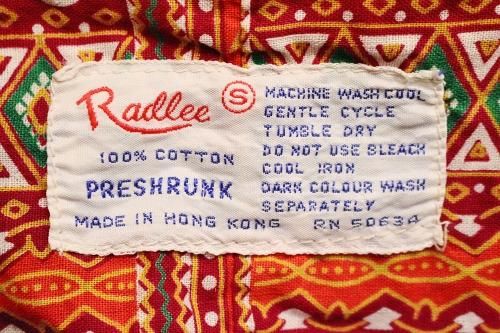 Radlee
S
100% COTTON
PRESHRUNK
MACHINE WASH COOL
GENTLE CYCLE
TUMBLE DRY
DO NOT USE BLEACH
COOL IRON
DARK COLOUR WASH
SEPARATELY
MADE IN HONG KONG RN 50634